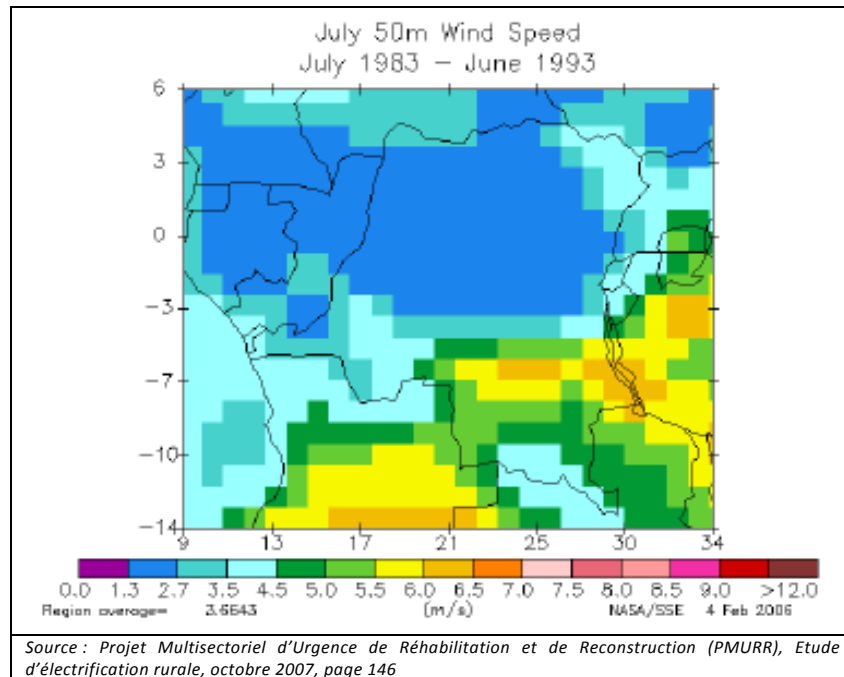 July 50m Wind Speed
July 1983 – June 1993
6
3
0
−3
−7
−10
−14
9 13 17 21 25 30 34
0.0 1.3 2.7 3.5 4.5 5.0 5.5 6.0 6.5 7.0 7.5 8.0 8.5 9.0 >12.0
Region average= 3.6643 (m/s) NASA/SSE 4 Feb 2006
Source : Projet Multisectoriel d’Urgence de Réhabilitation et de Reconstruction (PMURR), Etude
d’électrification rurale, octobre 2007, page 146